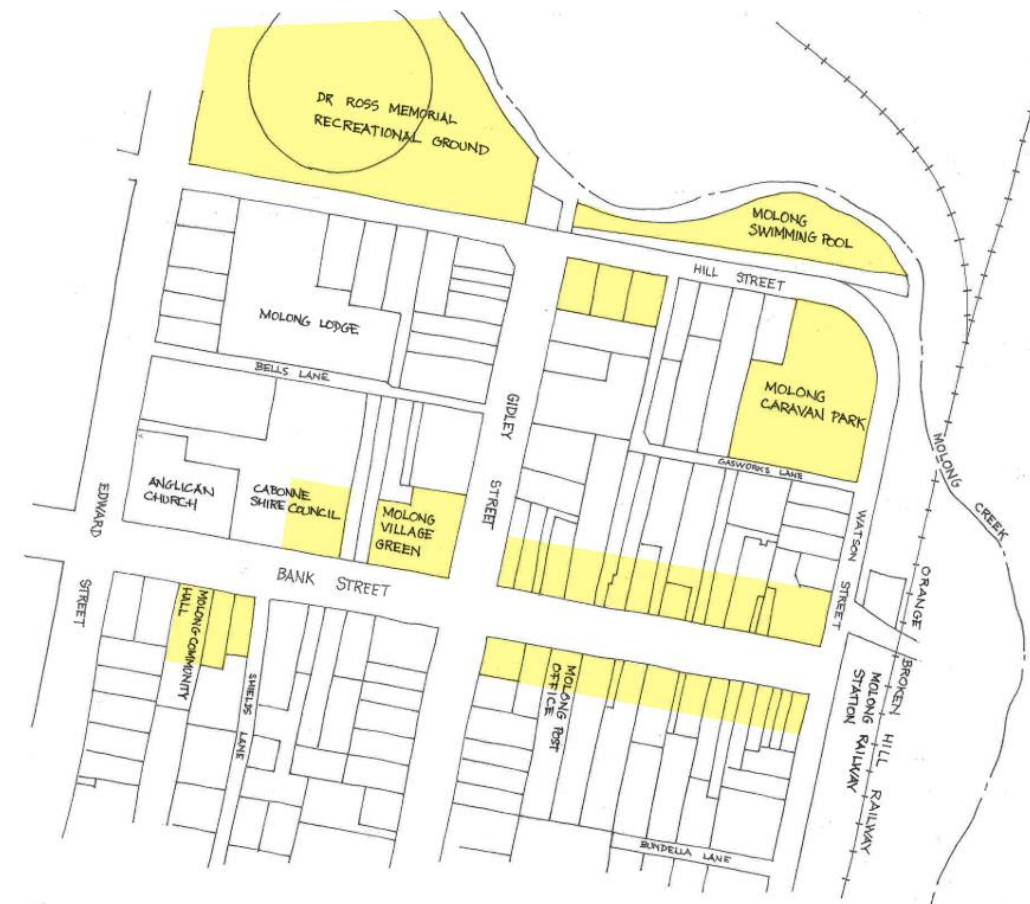 DR ROSS MEMORIAL
RECREATIONAL GROUND
MOLONG
SWIMMING POOL
HILL STREET
MOLONG LODGE
BELLS LANE
GIDLEY
STREET
MOLONG
CARAVAN PARK
GASWORKS LANE
MOLONG
CREEK
ANGLICAN
CHURCH
CABONNE
SHIRE COUNCIL
MOLONG
VILLAGE
GREEN
EDWARD
STREET
BANK STREET
WATSON
STREET
ORANGE
BROKEN HILL RAILWAY
MOLONG RAILWAY
STATION
MOLONG COMMUNITY
HALL
SHIELDS LANE
MOLONG POST
OFFICE
BUNDELLA LANE